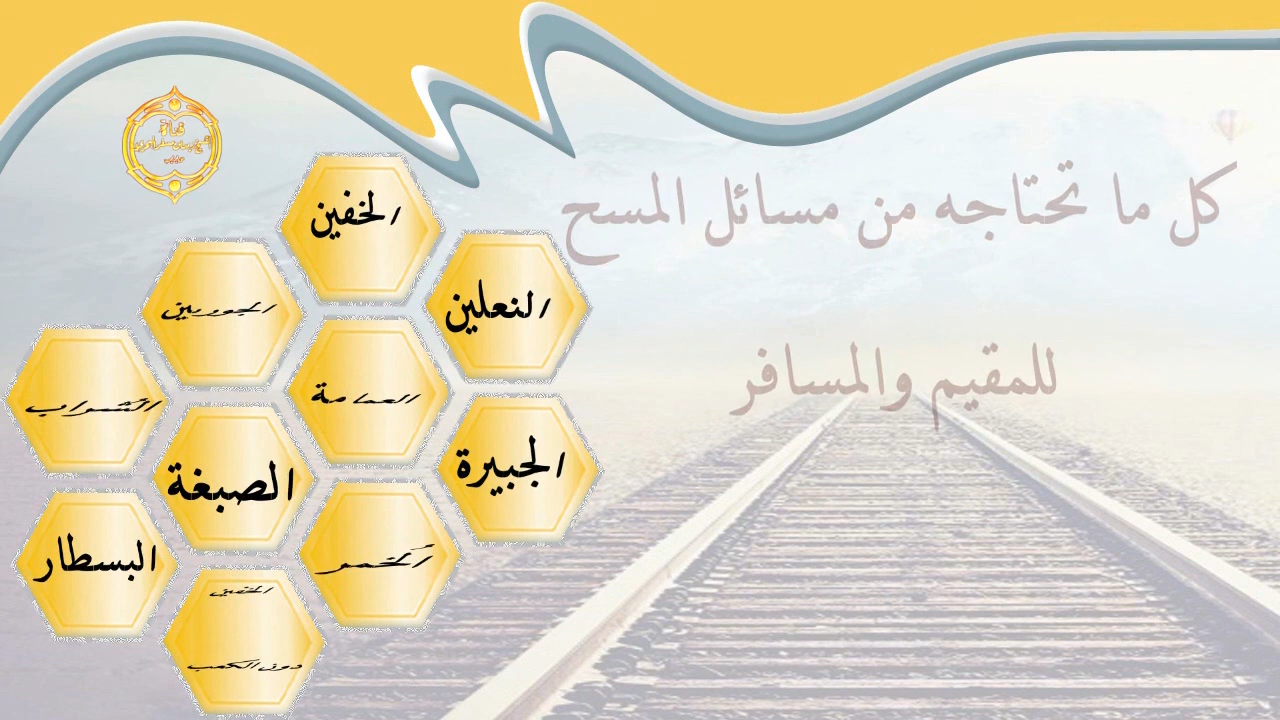 كل ما تحتاجه من مسائل المسح
للمقيم والمسافر
الخفين
النعلين
الجوربين
العمامة
الشراب
الجبيرة
الصبغة
الخمر
البسطار
الخفين
دون الكعب
قناة